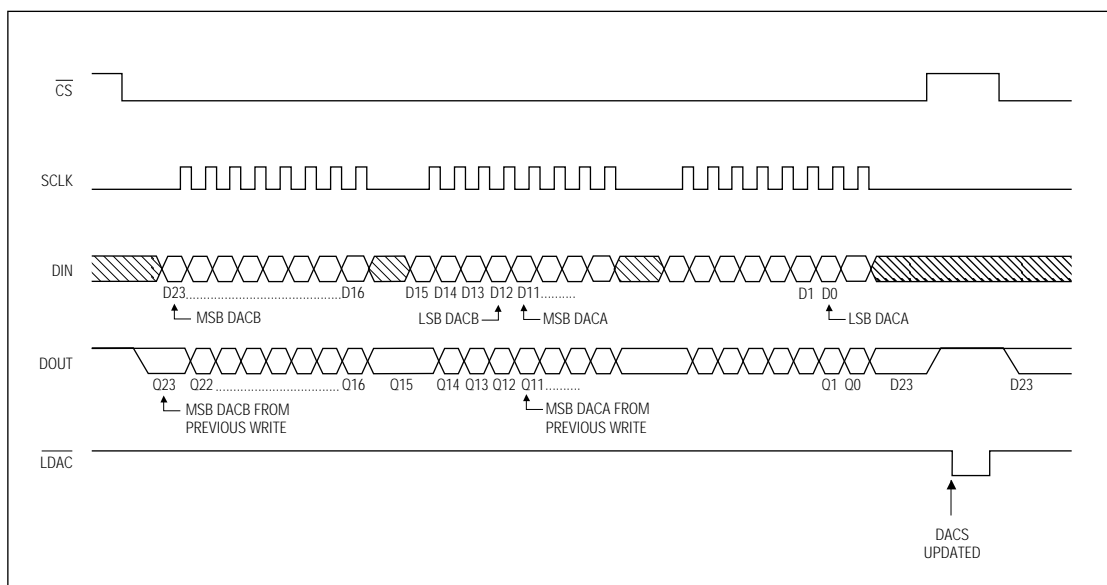 CS
SCLK
DIN
D23............................................D16 D15 D14 D13 D12 D11.......... D1 D0
MSB DACB LSB DACB MSB DACA LSB DACA
DOUT
Q23 Q22...................................Q16 Q15 Q14 Q13 Q12 Q11.......... Q1 Q0 D23 D23
MSB DACB FROM MSB DACA FROM
PREVIOUS WRITE PREVIOUS WRITE
LDAC
DACS
UPDATED